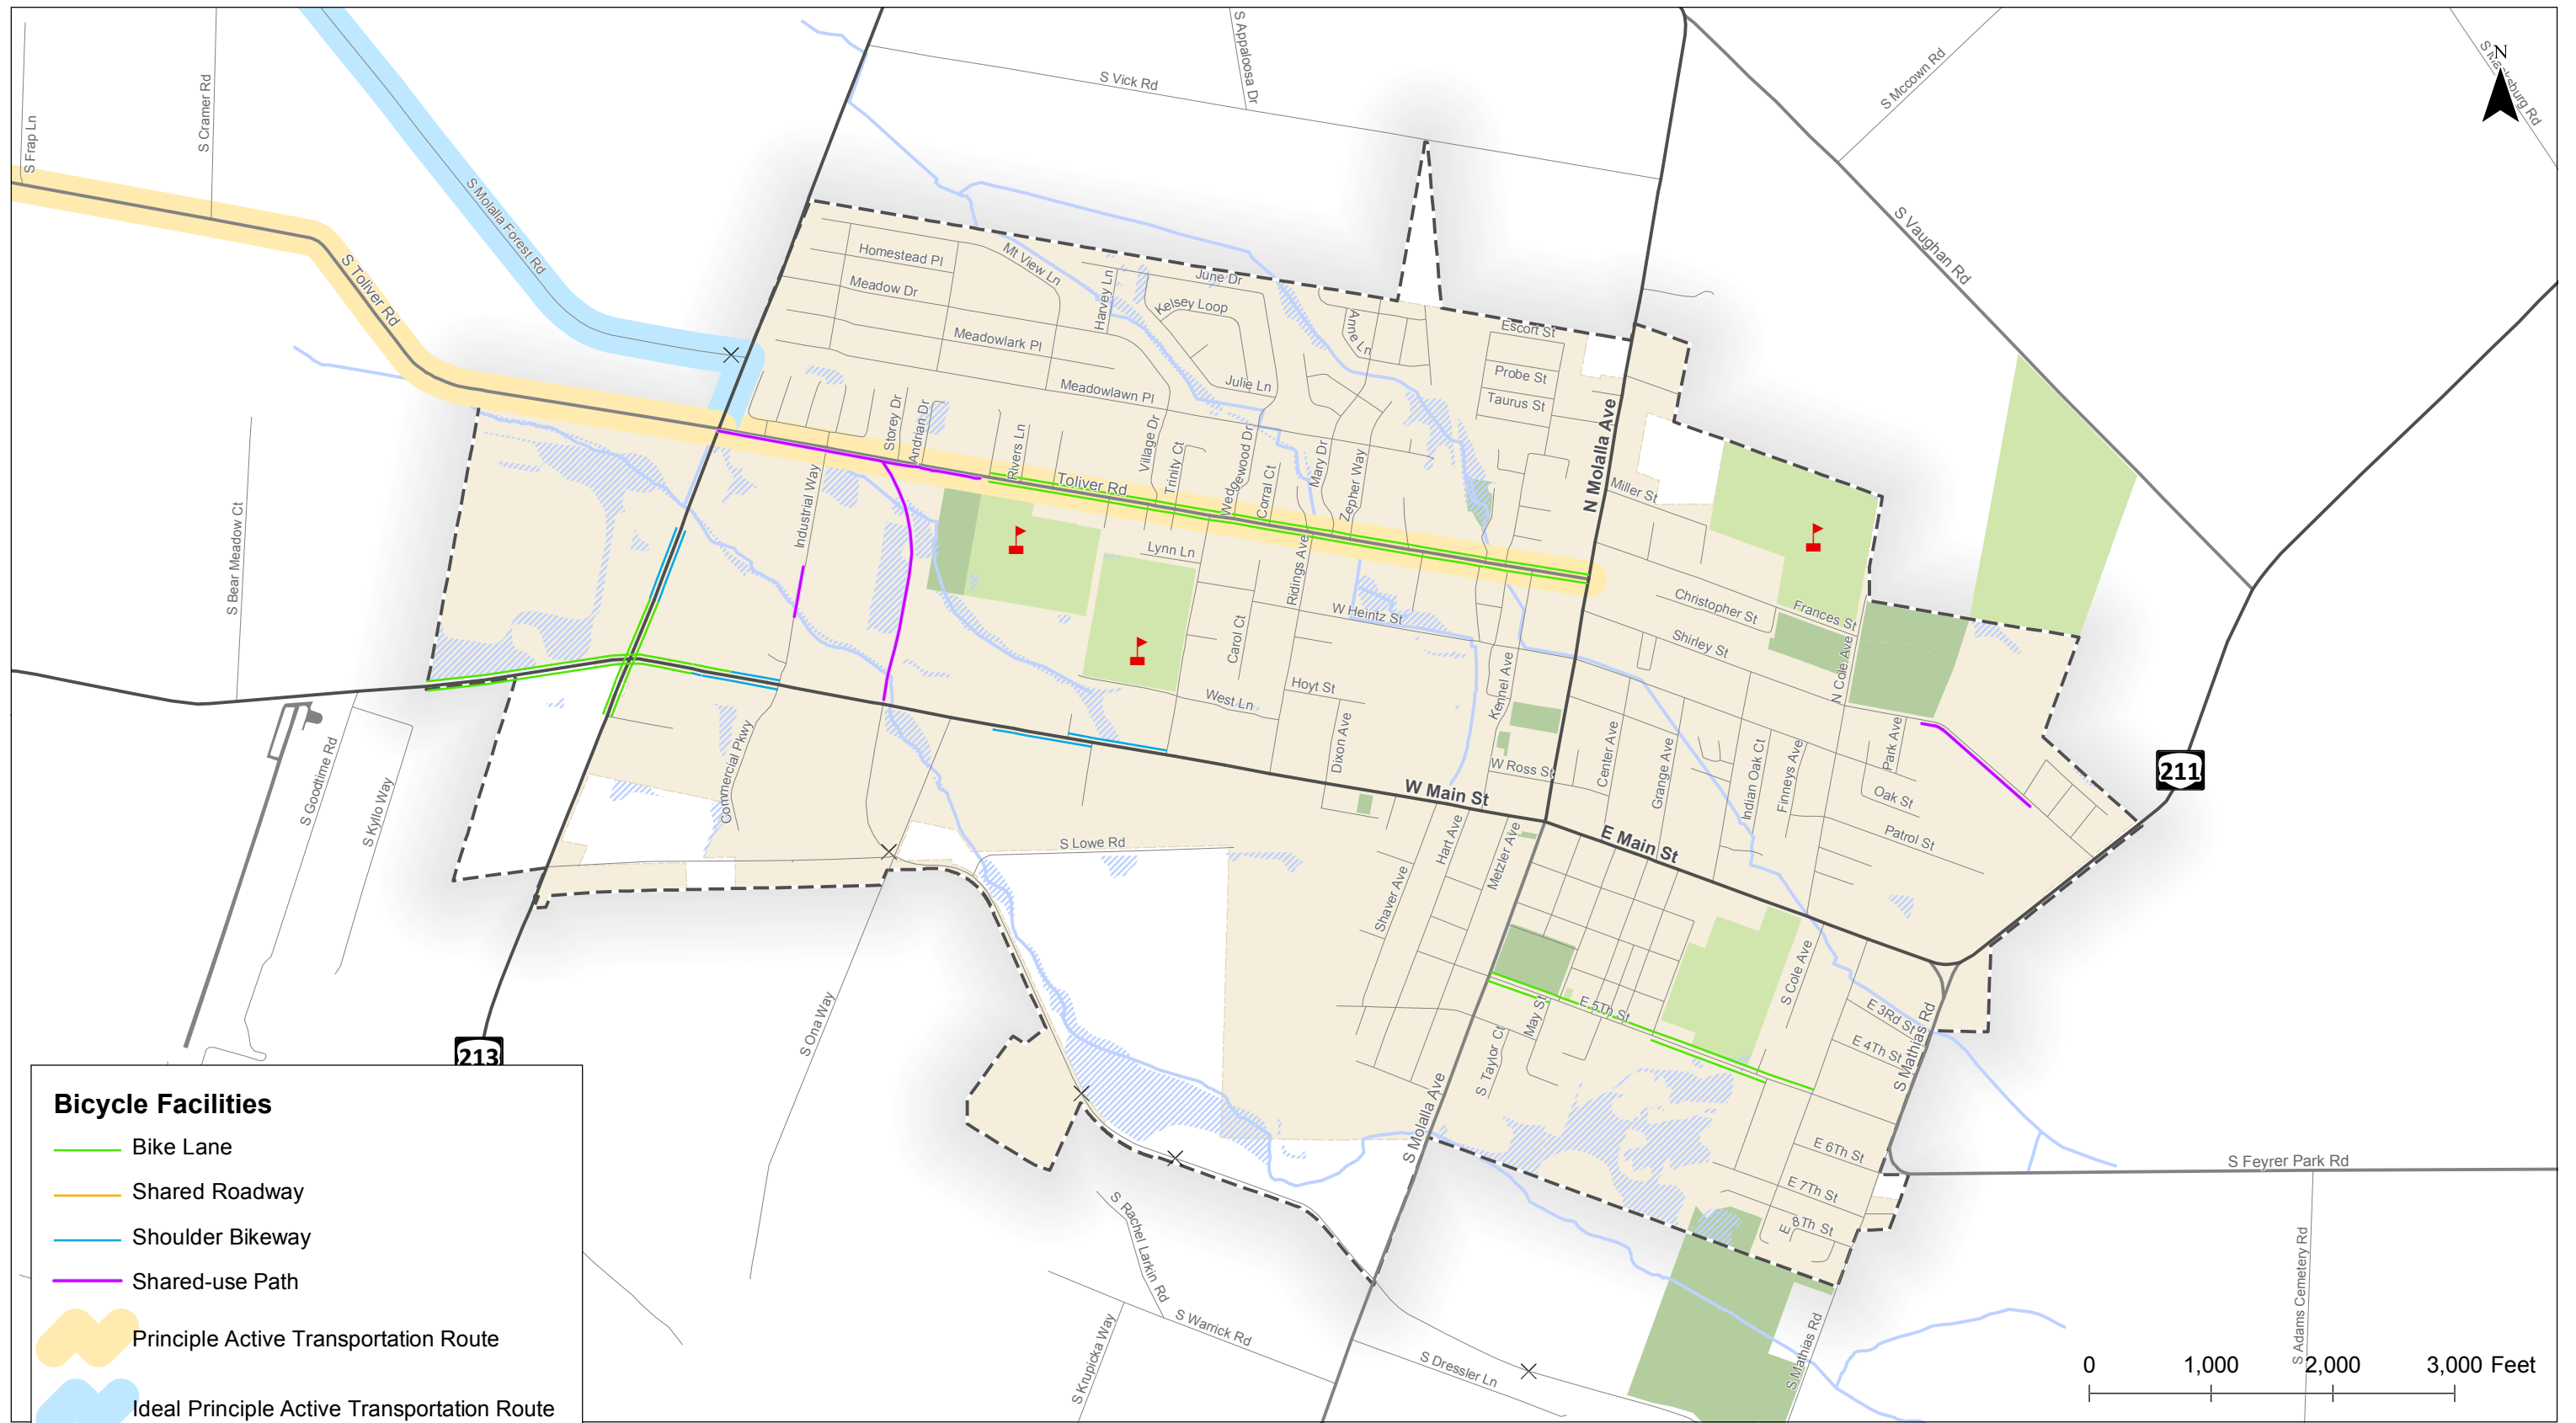 S Appaloosa Dr
S Vick Rd
S Mccown Rd
N
S Frap Ln
S Cramer Rd
S Molalla Forest Rd
S Vaughan Rd
S Toliver Rd
Homestead Pl
Mt View Ln
Meadow Dr
Harvey Ln
June Dr
Kelsey Loop
Anne Ln
Escort St
Meadowlark Pl
Probe St
Julie Ln
Meadowlawn Pl
Taurus St
Storey Dr
Andrian Dr
Rivers Ln
Village Dr
Trinity Ct
Wedgewood Dr
Corral Ct
Mary Dr
Zepher Way
N Molalla Ave
Toliver Rd
Miller St
Industrial Way
S Bear Meadow Ct
Lynn Ln
Ridings Ave
W Heintz St
Christopher St
Frances St
Shirley St
Carol Ct
N Cole Ave
West Ln
Hoyt St
Kennel Ave
Dixon Ave
Center Ave
Grange Ave
Indian Oak Ct
Finneys Ave
Park Ave
211
S Goodtime Rd
S Kyllo Way
Commercial Pkwy
W Ross St
W Main St
Oak St
E Main St
Patrol St
S Lowe Rd
Hart Ave
Metzler Ave
Shaver Ave
S Cole Ave
S Ona Way
May St
E 5Th St
E 3Rd St
E 4Th St
S Mathias Rd
S Taylor Ct
S Molalla Ave
213
E 6Th St
S Feyrer Park Rd
E 7Th St
E 8Th St
S Rachel Larkin Rd
S Warrick Rd
S Krupicka Way
S Dressler Ln
S Mathias Rd
S Adams Cemetery Rd
Bicycle Facilities
Bike Lane
Shared Roadway
Shoulder Bikeway
Shared-use Path
Principle Active Transportation Route
Ideal Principle Active Transportation Route
0 1,000 2,000 3,000 Feet